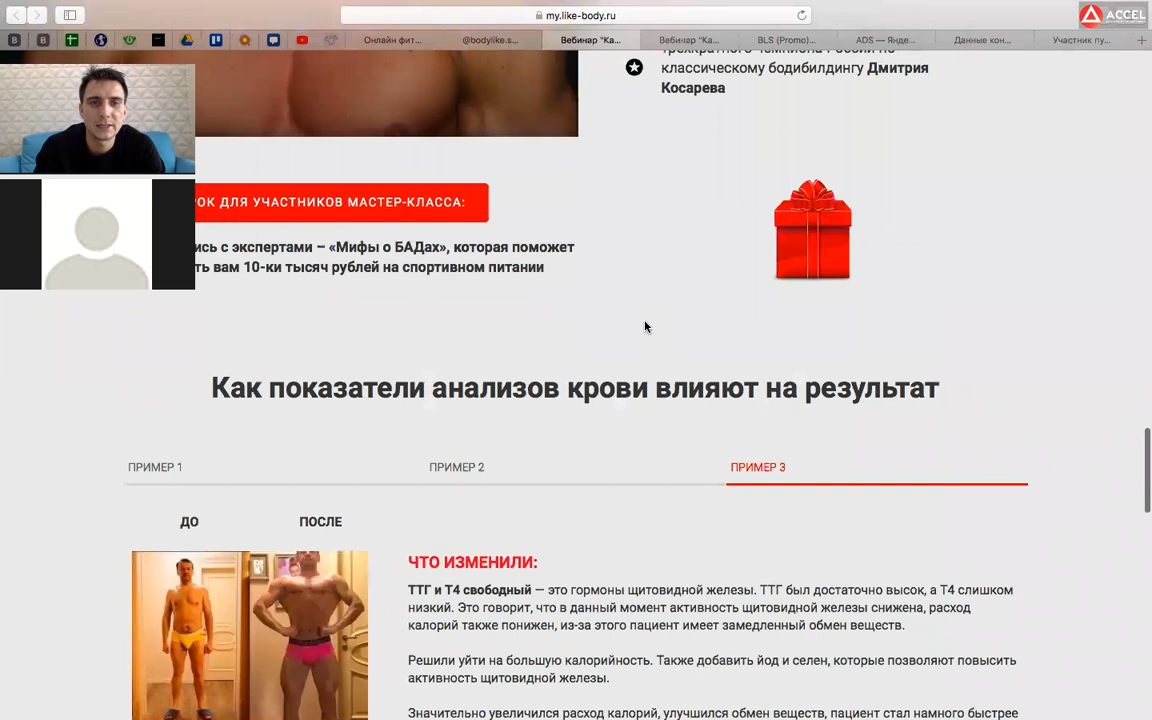 my.like-body.ru
ACCEL
Онлайн фит...
@bodylike.s...
Вебинар "Ка...
Вебинар "Ка...
BLS (Promo)...
ADS — Янде...
Данные кон...
Участник пу...
трехкратного чемпиона России по
классическому бодибилдингу Дмитрия
Косарева
ОК ДЛЯ УЧАСТНИКОВ МАСТЕР-КЛАССА:
ись с экспертами – «Мифы о БАДах», которая поможет
ть вам 10-ки тысяч рублей на спортивном питании
Как показатели анализов крови влияют на результат
ПРИМЕР 1
ПРИМЕР 2
ПРИМЕР 3
ДО
ПОСЛЕ
ЧТО ИЗМЕНИЛИ:
ТТГ и Т4 свободный — это гормоны щитовидной железы. ТТГ был достаточно высок, а Т4 слишком
низкий. Это говорит, что в данный момент активность щитовидной железы снижена, расход
калорий также понижен, из-за этого пациент имеет замедленный обмен веществ.
Решили уйти на большую калорийность. Также добавить йод и селен, которые позволяют повысить
активность щитовидной железы.
Значительно увеличился расход калорий, улучшился обмен веществ, пациент стал намного быстрее